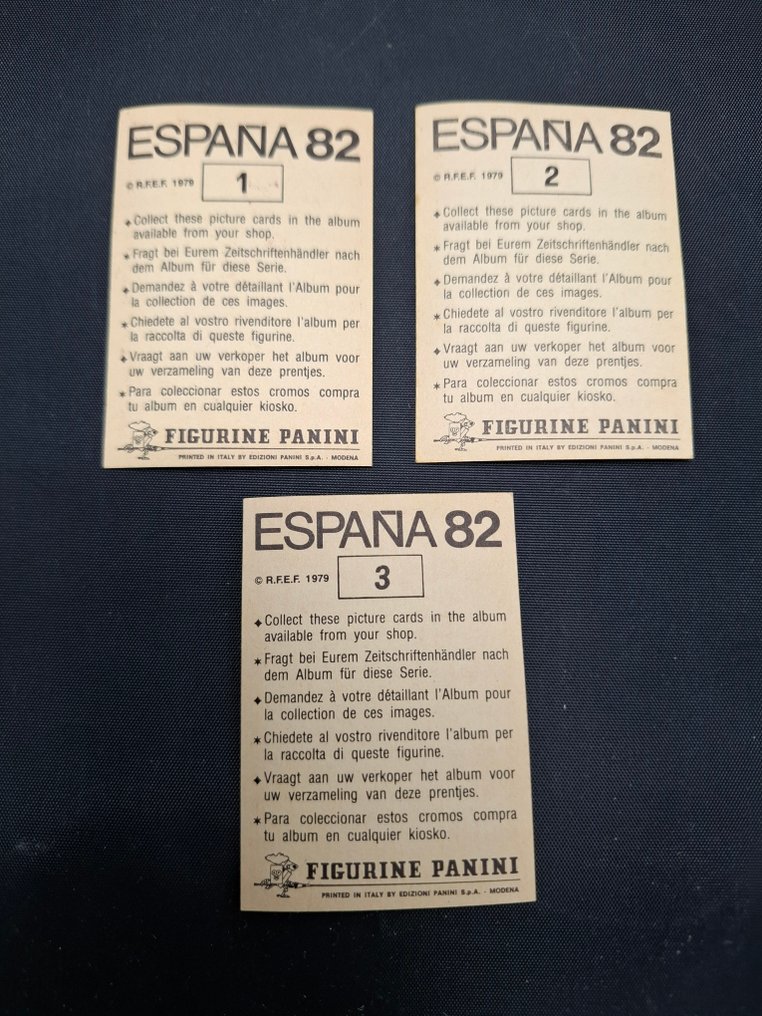 ESPAÑA 82
© R.F.E.F. 1979
1
✦ Collect these picture cards in the album
available from your shop.
✶ Fragt bei Eurem Zeitschriftenhändler nach
dem Album für diese Serie.
✦ Demandez à votre détaillant l'Album pour
la collection de ces images.
✶ Chiedete al vostro rivenditore l'album per
la raccolta di queste figurine.
✦ Vraagt aan uw verkoper het album voor
uw verzameling van deze prentjes.
✶ Para coleccionar estos cromos compra
tu album en cualquier kiosko.
FIGURINE PANINI
PRINTED IN ITALY BY EDIZIONI PANINI S.p.A. - MODENA
ESPAÑA 82
© R.F.E.F. 1979
2
✦ Collect these picture cards in the album
available from your shop.
✶ Fragt bei Eurem Zeitschriftenhändler nach
dem Album für diese Serie.
✦ Demandez à votre détaillant l'Album pour
la collection de ces images.
✶ Chiedete al vostro rivenditore l'album per
la raccolta di queste figurine.
✦ Vraagt aan uw verkoper het album voor
uw verzameling van deze prentjes.
✶ Para coleccionar estos cromos compra
tu album en cualquier kiosko.
FIGURINE PANINI
PRINTED IN ITALY BY EDIZIONI PANINI S.p.A. - MODENA
ESPAÑA 82
© R.F.E.F. 1979
3
✦ Collect these picture cards in the album
available from your shop.
✶ Fragt bei Eurem Zeitschriftenhändler nach
dem Album für diese Serie.
✦ Demandez à votre détaillant l'Album pour
la collection de ces images.
✶ Chiedete al vostro rivenditore l'album per
la raccolta di queste figurine.
✦ Vraagt aan uw verkoper het album voor
uw verzameling van deze prentjes.
✶ Para coleccionar estos cromos compra
tu album en cualquier kiosko.
FIGURINE PANINI
PRINTED IN ITALY BY EDIZIONI PANINI S.p.A. - MODENA